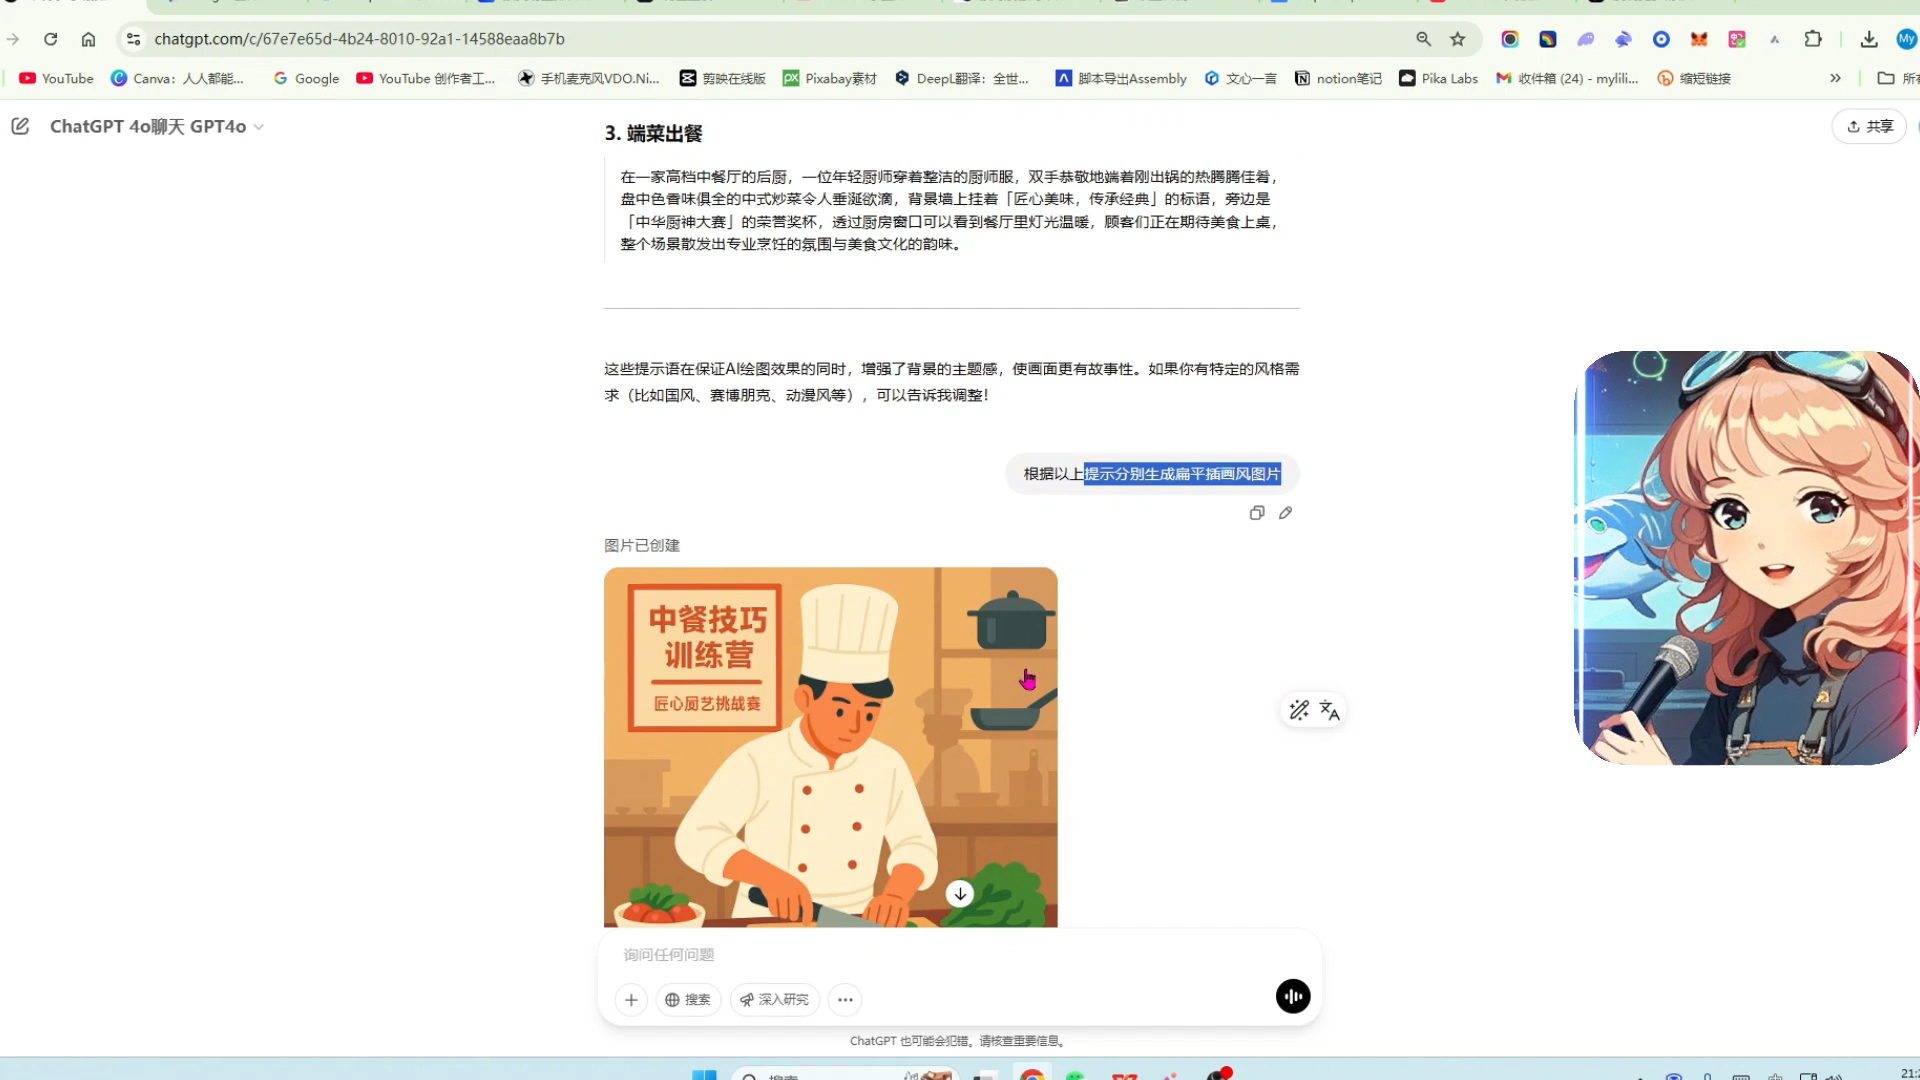 chatgpt.com/c/67e7e65d-4b24-8010-92a1-14588eaa8b7b
My
YouTube
Canva：人人都能...
Google
YouTube 创作者工...
手机麦克风VDO.Ni...
剪映在线版
Pixabay素材
DeepL翻译：全世...
脚本导出Assembly
文心一言
notion笔记
Pika Labs
收件箱 (24) - mylili...
缩短链接
»
ChatGPT 4o聊天 GPT4o
共享
3. 端菜出餐
在一家高档中餐厅的后厨，一位年轻厨师穿着整洁的厨师服，双手恭敬地端着刚出锅的热腾腾佳肴，
盘中色香味俱全的中式炒菜令人垂涎欲滴，背景墙上挂着「匠心美味，传承经典」的标语，旁边是
「中华厨神大赛」的荣誉奖杯，透过厨房窗口可以看到餐厅里灯光温暖，顾客们正在期待美食上桌，
整个场景散发出专业烹饪的氛围与美食文化的韵味。
这些提示语在保证AI绘图效果的同时，增强了背景的主题感，使画面更有故事性。如果你有特定的风格需
求（比如国风、赛博朋克、动漫风等），可以告诉我调整！
根据以上提示分别生成扁平插画风图片
图片已创建
中餐技巧
训练营
匠心厨艺挑战赛
询问任何问题
搜索
深入研究
ChatGPT 也可能会犯错。请核查重要信息。